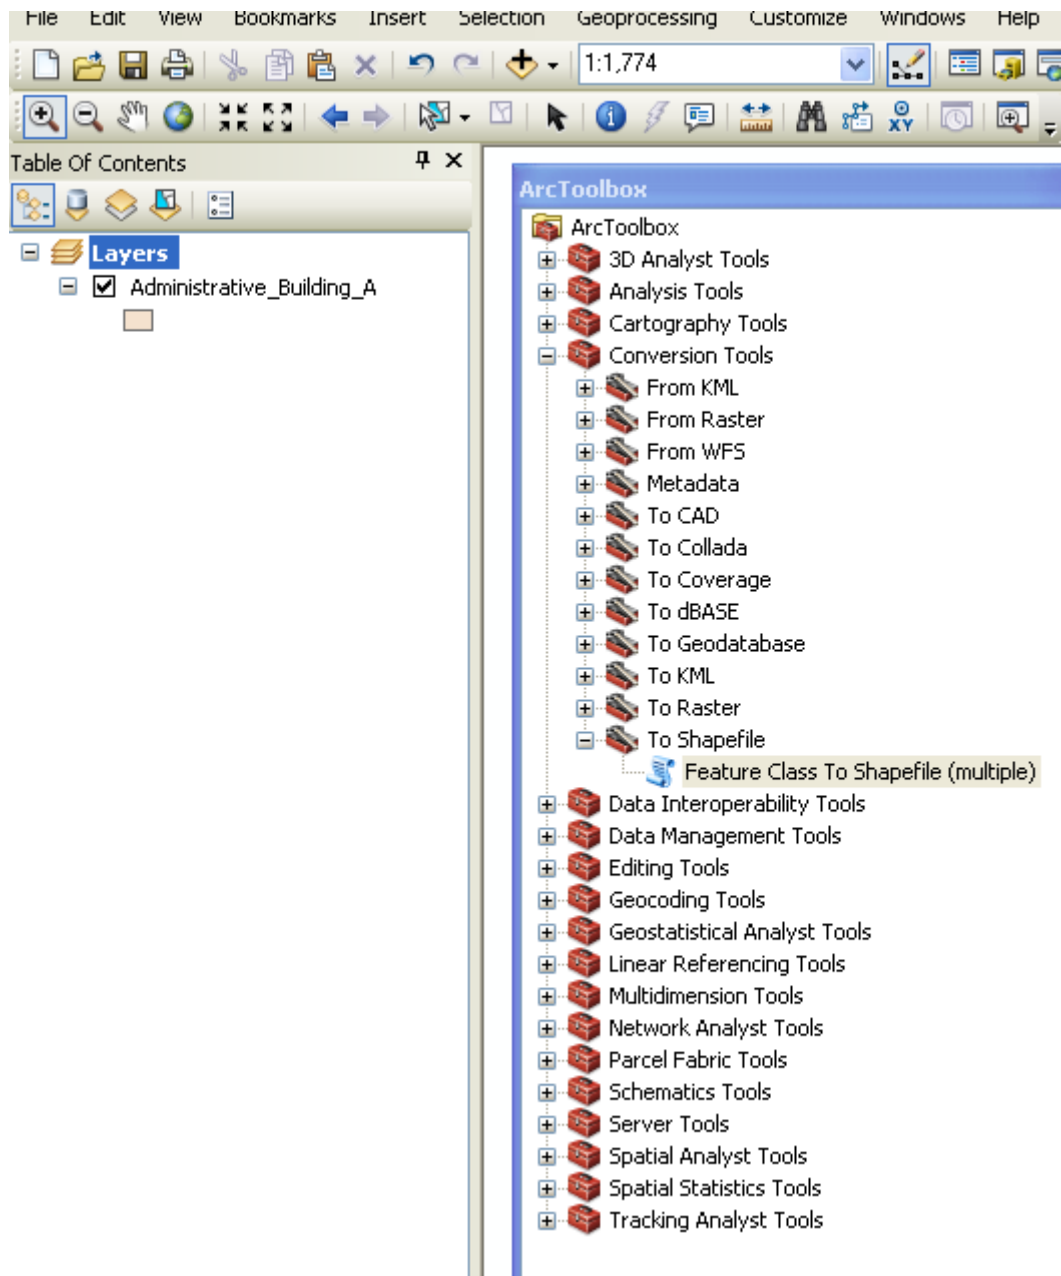 File Edit View Bookmarks Insert Selection Geoprocessing Customize Windows Help
1:1,774
XY
Table Of Contents
Layers
Administrative_Building_A
ArcToolbox
ArcToolbox
3D Analyst Tools
Analysis Tools
Cartography Tools
Conversion Tools
From KML
From Raster
From WFS
Metadata
To CAD
To Collada
To Coverage
To dBASE
To Geodatabase
To KML
To Raster
To Shapefile
Feature Class To Shapefile (multiple)
Data Interoperability Tools
Data Management Tools
Editing Tools
Geocoding Tools
Geostatistical Analyst Tools
Linear Referencing Tools
Multidimension Tools
Network Analyst Tools
Parcel Fabric Tools
Schematics Tools
Server Tools
Spatial Analyst Tools
Spatial Statistics Tools
Tracking Analyst Tools